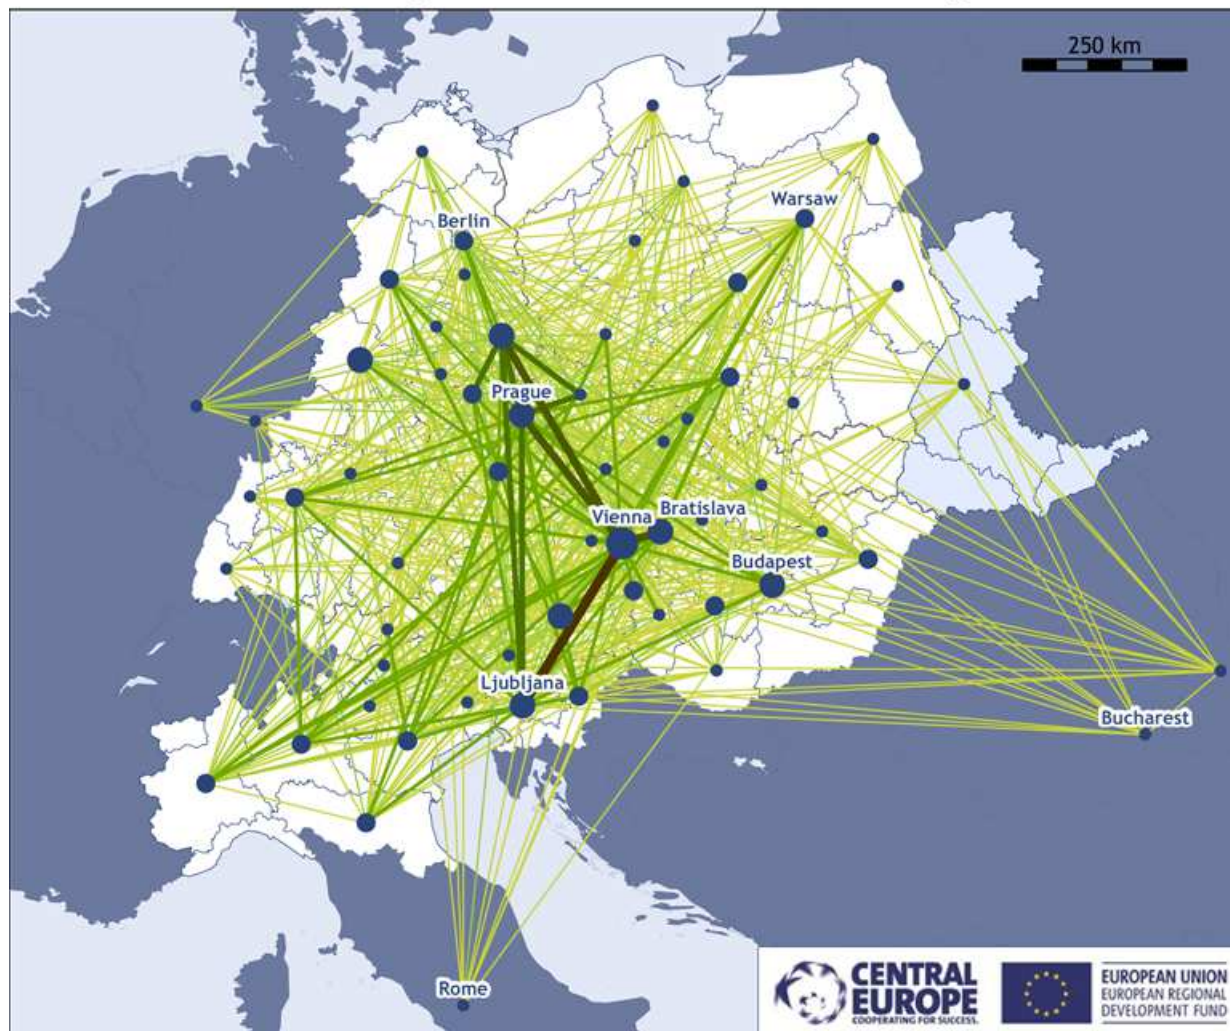 250 km
Warsaw
Berlin
Prague
Vienna
Bratislava
Budapest
Ljubljana
Bucharest
Rome
CENTRAL
EUROPE
COOPERATING FOR SUCCESS.
EUROPEAN UNION
EUROPEAN REGIONAL
DEVELOPMENT FUND